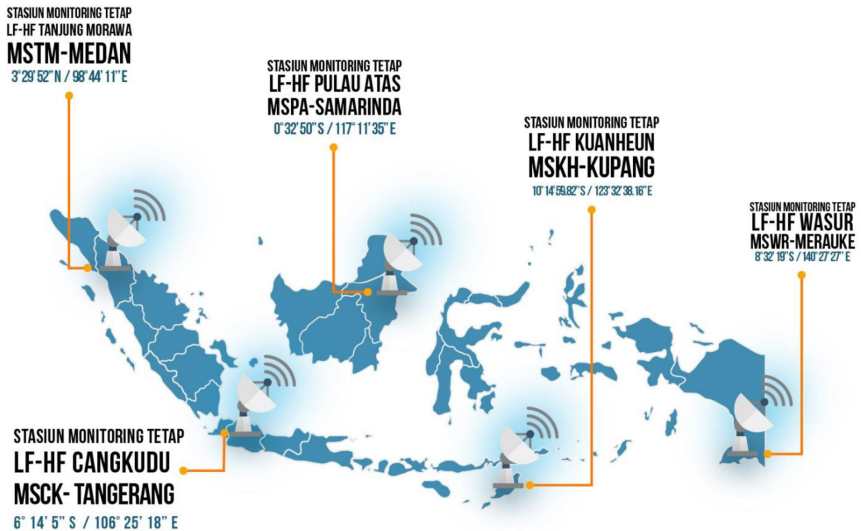 STASIUN MONITORING TETAP
LF-HF TANJUNG MORAWA
MSTM-MEDAN
3°29'52"N / 98°44'11"E
STASIUN MONITORING TETAP
LF-HF PULAU ATAS
MSPA-SAMARINDA
0°32'50"S / 117°11'35"E
STASIUN MONITORING TETAP
LF-HF KUANHEUN
MSKH-KUPANG
10°14'59.82"S / 123°32'38.16"E
STASIUN MONITORING TETAP
LF-HF WASUR
MSWR-MERAUKE
8°32'19"S / 140°27'27"E
STASIUN MONITORING TETAP
LF-HF CANGKUDU
MSCK- TANGERANG
6° 14' 5" S / 106° 25' 18" E